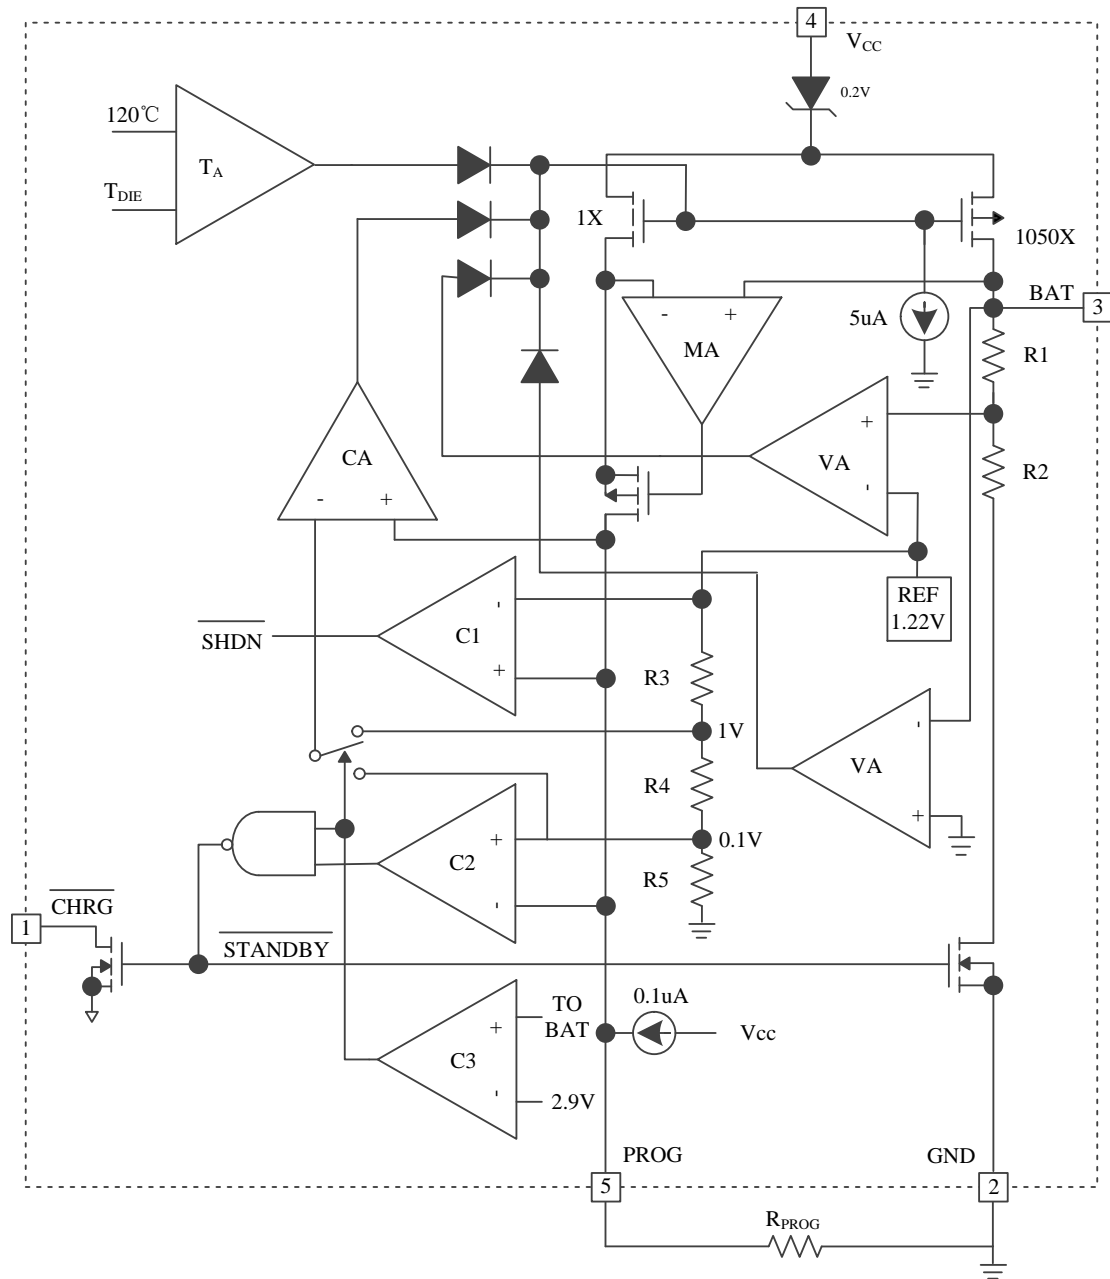 4
VCC
0.2V
120℃
TA
TDIE
1X
1050X
BAT
3
5uA
- +
MA
R1
+
VA
-
R2
CA
- +
REF
1.22V
SHDN
-
C1
+
R3
1V
-
VA
+
R4
+
C2
-
0.1V
R5
CHRG
1
STANDBY
0.1uA
TO
BAT
+
C3
-
Vcc
2.9V
PROG
GND
5
2
RPROG